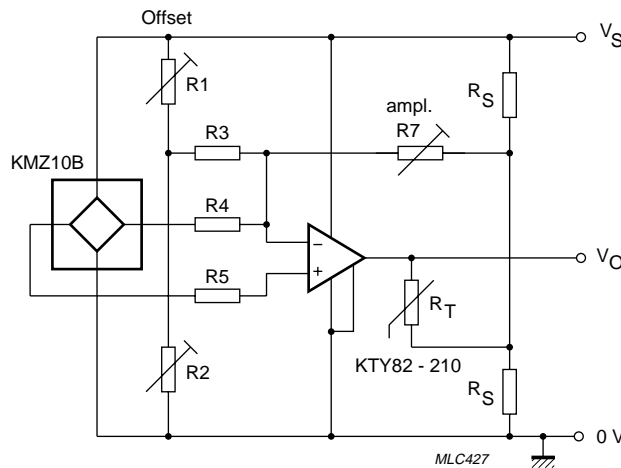 Offset
V_S
R1
R_S
ampl.
R7
R3
KMZ10B
R4
−
+
V_O
R5
R_T
KTY82 - 210
R2
R_S
MLC427
0 V